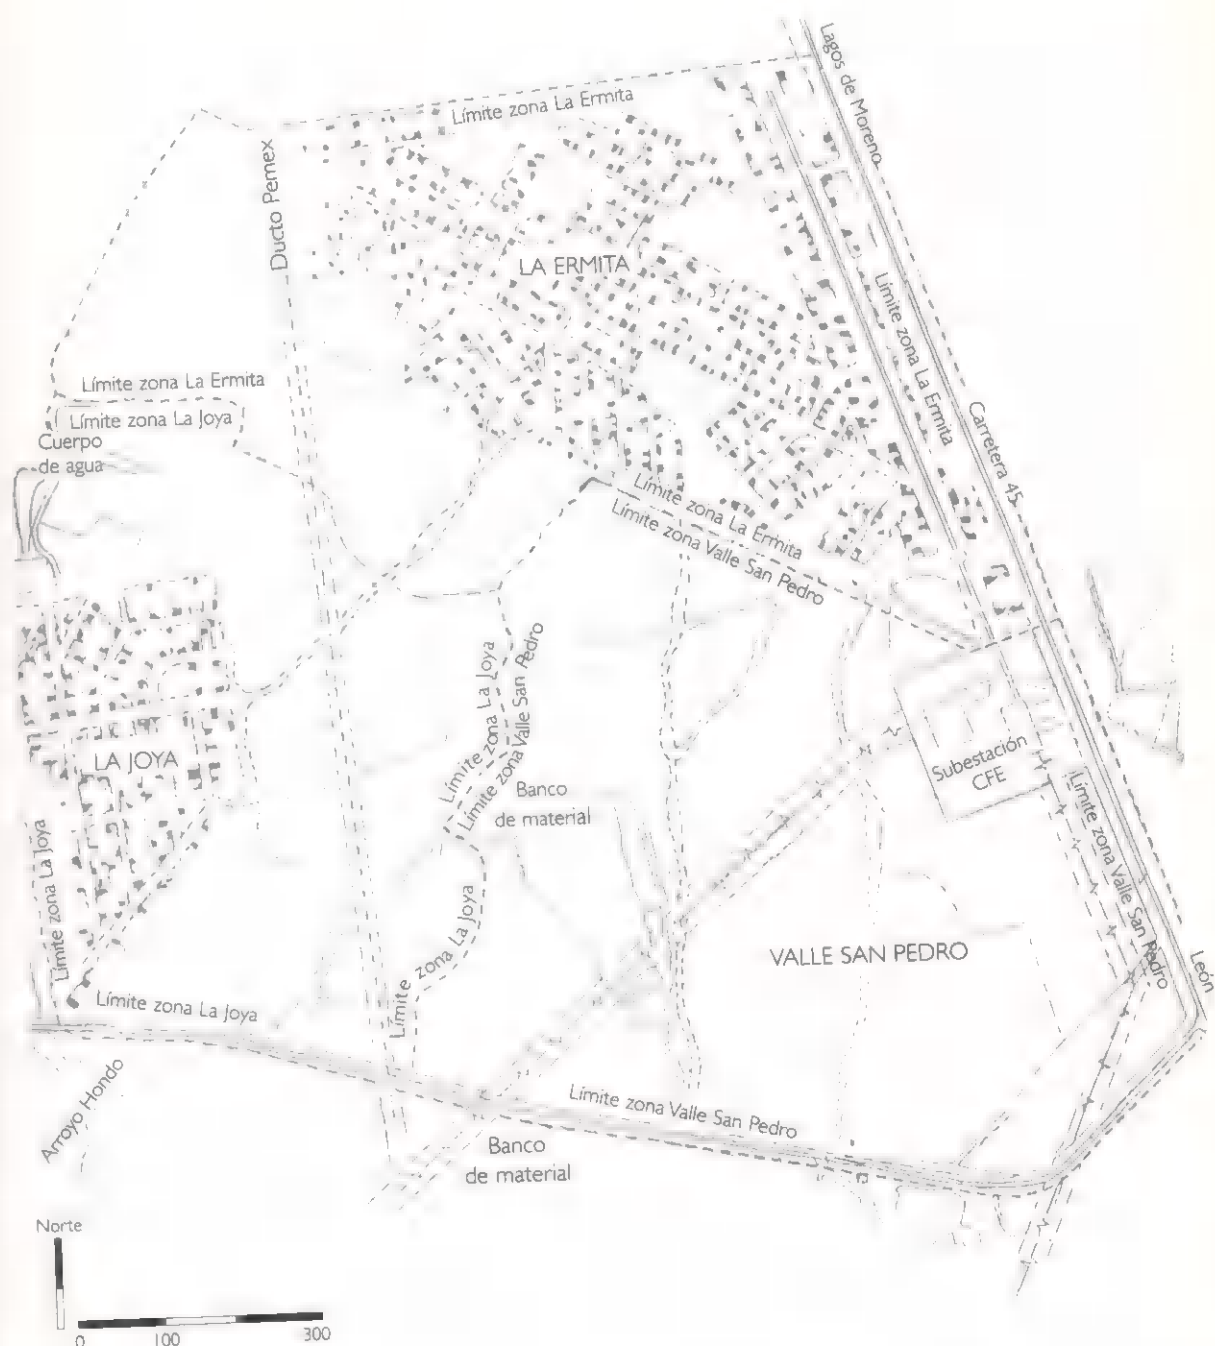 Lagos de Moreno
Límite zona La Ermita
Ducto Pemex
LA ERMITA
Límite zona La Ermita
Límite zona La Ermita
Límite zona La Joya
Carretera 45
Cuerpo
de agua
Límite zona La Ermita
Límite zona Valle San Pedro
Límite zona La Joya
Límite zona Valle San Pedro
LA JOYA
Subestación
CFE
Banco
de material
Límite zona Valle San Pedro
Límite zona La Joya
Límite zona La Joya
VALLE SAN PEDRO
León
Límite zona La Joya
Arroyo Hondo
Límite zona Valle San Pedro
Banco
de material
Norte
0 100 300